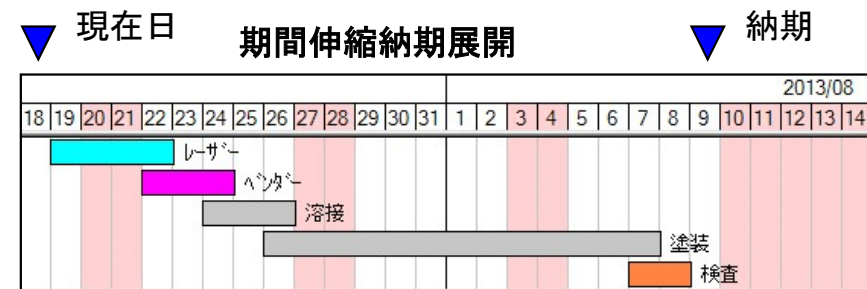 現在日
期間伸縮納期展開
納期
2013/08
18 19 20 21 22 23 24 25 26 27 28 29 30 31 1 2 3 4 5 6 7 8 9 10 11 12 13 14
ﾚｰｻﾞｰ
ﾍﾞﾝﾀﾞｰ
溶接
塗装
検査